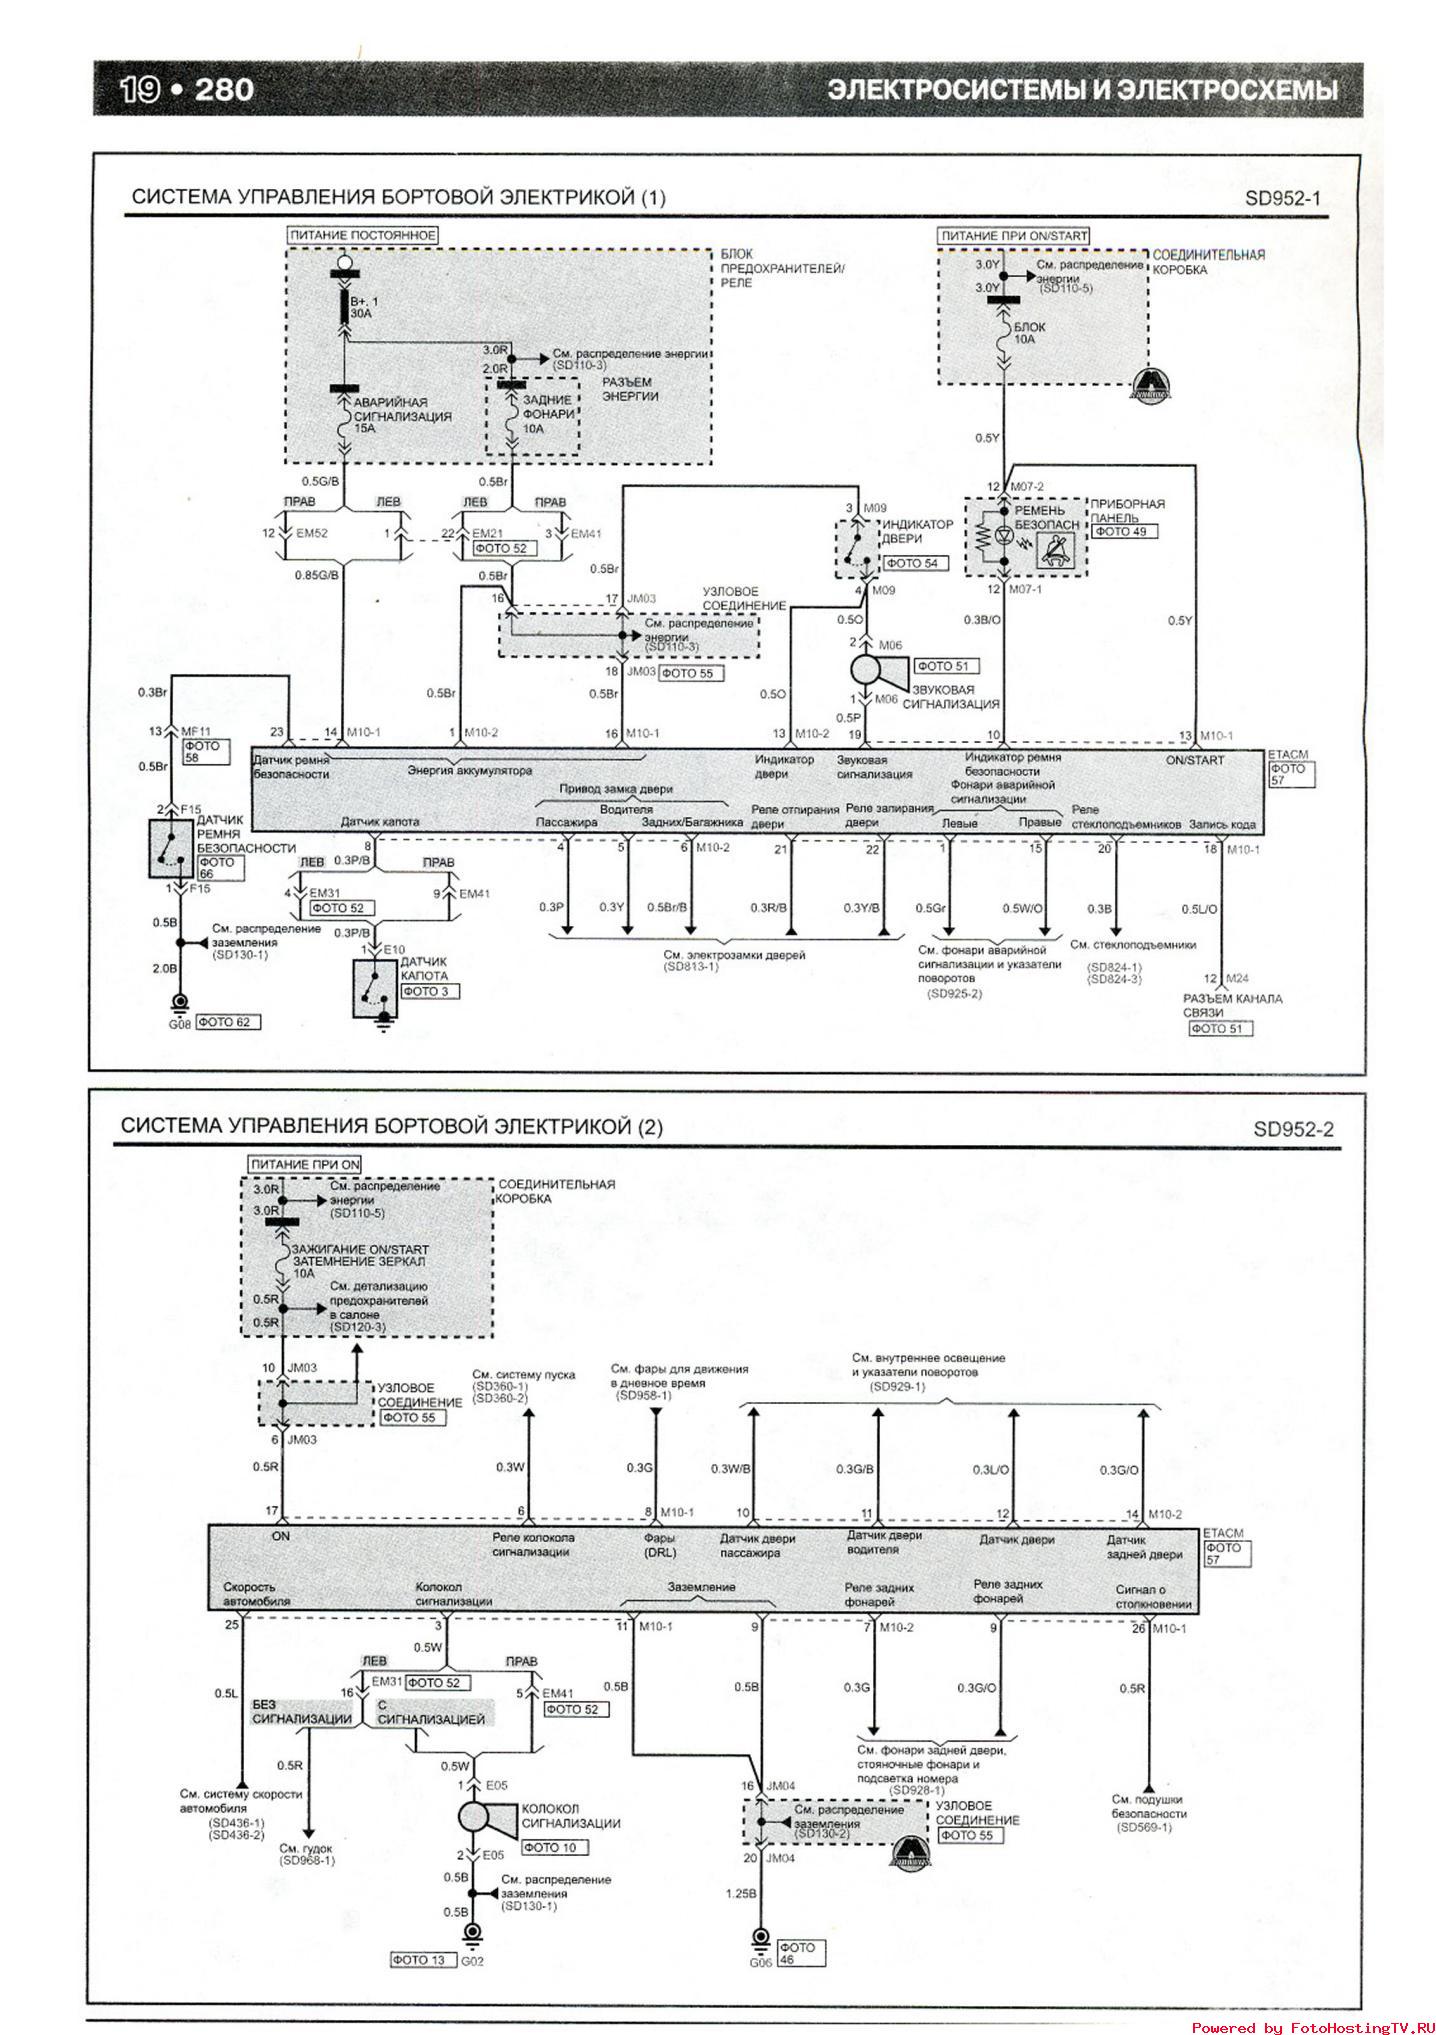 19 • 280
ЭЛЕКТРОСИСТЕМЫ И ЭЛЕКТРОСХЕМЫ
СИСТЕМА УПРАВЛЕНИЯ БОРТОВОЙ ЭЛЕКТРИКОЙ (1)
SD952-1
ПИТАНИЕ ПОСТОЯННОЕ
БЛОК
ПРЕДОХРАНИТЕЛЕЙ/
РЕЛЕ
B+. 1
30A
3.0R
См. распределение энергии
(SD110-3)
2.0R
РАЗЪЕМ
ЭНЕРГИИ
АВАРИЙНАЯ
СИГНАЛИЗАЦИЯ
15A
ЗАДНИЕ
ФОНАРИ
10A
ПИТАНИЕ ПРИ ON/START
СОЕДИНИТЕЛЬНАЯ
КОРОБКА
3.0Y
См. распределение
энергии
(SD110-5)
3.0Y
БЛОК
10A
0.5Y
0.5G/B
0.5Br
ПРАВ
ЛЕВ
ЛЕВ
ПРАВ
12
EM52
1
22
EM21
3
EM41
ФОТО 52
0.85G/B
0.5Br
0.5Br
16
17
JM03
УЗЛОВОЕ
СОЕДИНЕНИЕ
См. распределение
энергии
(SD110-3)
18
JM03
ФОТО 55
0.5Br
0.5Br
3
M09
ИНДИКАТОР
ДВЕРИ
ФОТО 54
4
M09
0.5O
2
M06
ФОТО 51
ЗВУКОВАЯ
СИГНАЛИЗАЦИЯ
1
M06
0.5O
0.5P
12
M07-2
РЕМЕНЬ
БЕЗОПАСН
ПРИБОРНАЯ
ПАНЕЛЬ
ФОТО 49
12
M07-1
0.3B/O
0.5Y
0.3Br
13
MF11
ФОТО
58
0.5Br
2
F15
ДАТЧИК
РЕМНЯ
БЕЗОПАСНОСТИ
ФОТО
66
1
F15
0.5B
См. распределение
заземления
(SD130-1)
2.0B
G08
ФОТО 62
23
14
M10-1
1
M10-2
16
M10-1
13
M10-2
19
10
13
M10-1
Датчик ремня
безопасности
Энергия аккумулятора
Индикатор
двери
Звуковая
сигнализация
Индикатор ремня
безопасности
ON/START
ETACM
ФОТО
57
Датчик капота
Привод замка двери
Водителя
Пассажира
Задних/Багажника
Реле отпирания
двери
Реле запирания
двери
Фонари аварийной
сигнализации
Левые
Правые
Реле
стеклоподъемников
Запись кода
8
4
5
6
M10-2
21
22
1
15
20
18
M10-1
ЛЕВ
0.3P/B
ПРАВ
4
EM31
9
EM41
ФОТО 52
0.3P/B
1
E10
ДАТЧИК
КАПОТА
ФОТО 3
0.3P
0.3Y
0.5Br/B
0.3R/B
0.3Y/B
0.5Gr
0.5W/O
0.3B
0.5L/O
См. электрозамки дверей
(SD813-1)
См. фонари аварийной
сигнализации и указатели
поворотов
(SD925-2)
См. стеклоподъемники
(SD824-1)
(SD824-3)
12
M24
РАЗЪЕМ КАНАЛА
СВЯЗИ
ФОТО 51
СИСТЕМА УПРАВЛЕНИЯ БОРТОВОЙ ЭЛЕКТРИКОЙ (2)
SD952-2
ПИТАНИЕ ПРИ ON
СОЕДИНИТЕЛЬНАЯ
КОРОБКА
3.0R
См. распределение
энергии
(SD110-5)
3.0R
ЗАЖИГАНИЕ ON/START
ЗАТЕМНЕНИЕ ЗЕРКАЛ
10A
0.5R
См. детализацию
предохранителей
в салоне
(SD120-3)
0.5R
10
JM03
УЗЛОВОЕ
СОЕДИНЕНИЕ
ФОТО 55
6
JM03
0.5R
См. систему пуска
(SD360-1)
(SD360-2)
См. фары для движения
в дневное время
(SD958-1)
См. внутреннее освещение
и указатели поворотов
(SD929-1)
0.3W
0.3G
0.3W/B
0.3G/B
0.3L/O
0.3G/O
17
6
8
M10-1
10
11
12
14
M10-2
ON
Реле колокола
сигнализации
Фары
(DRL)
Датчик двери
пассажира
Датчик двери
водителя
Датчик двери
Датчик
задней двери
ETACM
ФОТО
57
Скорость
автомобиля
Колокол
сигнализации
Заземление
Реле задних
фонарей
Реле задних
фонарей
Сигнал о
столкновении
25
3
11
M10-1
9
7
M10-2
9
26
M10-1
0.5W
ЛЕВ
ПРАВ
16
EM31
ФОТО 52
5
EM41
ФОТО 52
0.5L
БЕЗ
СИГНАЛИЗАЦИИ
С
СИГНАЛИЗАЦИЕЙ
0.5R
0.5W
0.5B
0.5B
0.3G
0.3G/O
0.5R
См. систему скорости
автомобиля
(SD436-1)
(SD436-2)
См. гудок
(SD968-1)
1
E05
КОЛОКОЛ
СИГНАЛИЗАЦИИ
ФОТО 10
2
E05
0.5B
См. распределение
заземления
(SD130-1)
0.5B
ФОТО 13
G02
16
JM04
См. распределение
заземления
(SD130-2)
УЗЛОВОЕ
СОЕДИНЕНИЕ
ФОТО 55
20
JM04
1.25B
G06
ФОТО
46
См. фонари задней двери,
стояночные фонари и
подсветка номера
(SD928-1)
См. подушки
безопасности
(SD569-1)
Powered by FotoHostingTV.RU